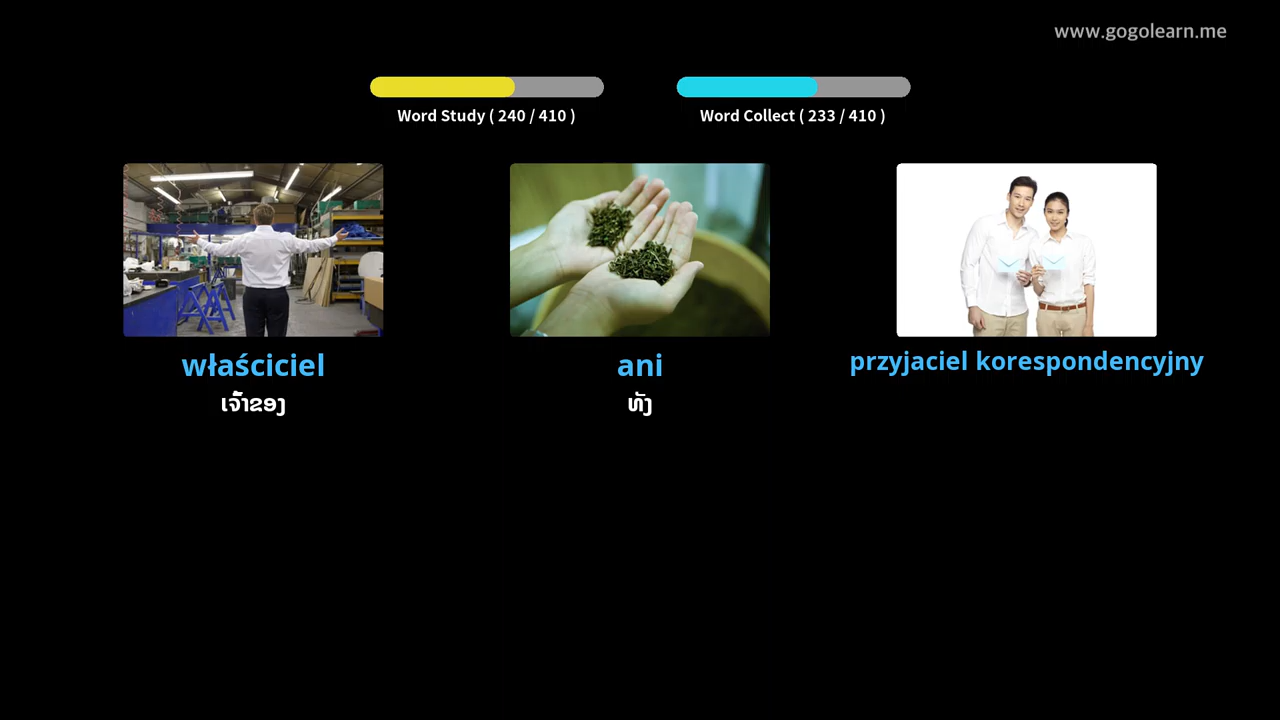 www.gogolearn.me
Word Study ( 240 / 410 )
Word Collect ( 233 / 410 )
właściciel
ani
przyjaciel korespondencyjny
ເຈົ້າຂອງ
ທັງ